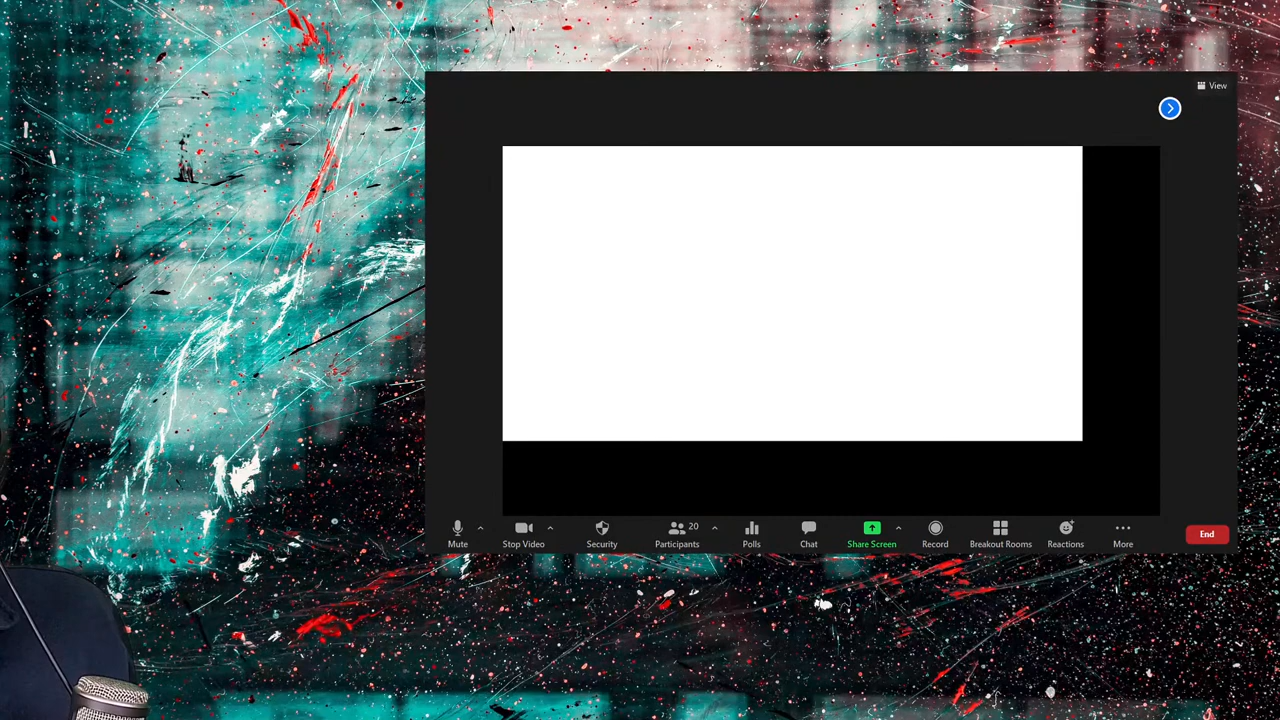 View
Mute
Stop Video
Security
20
Participants
Polls
Chat
Share Screen
Record
Breakout Rooms
Reactions
More
End